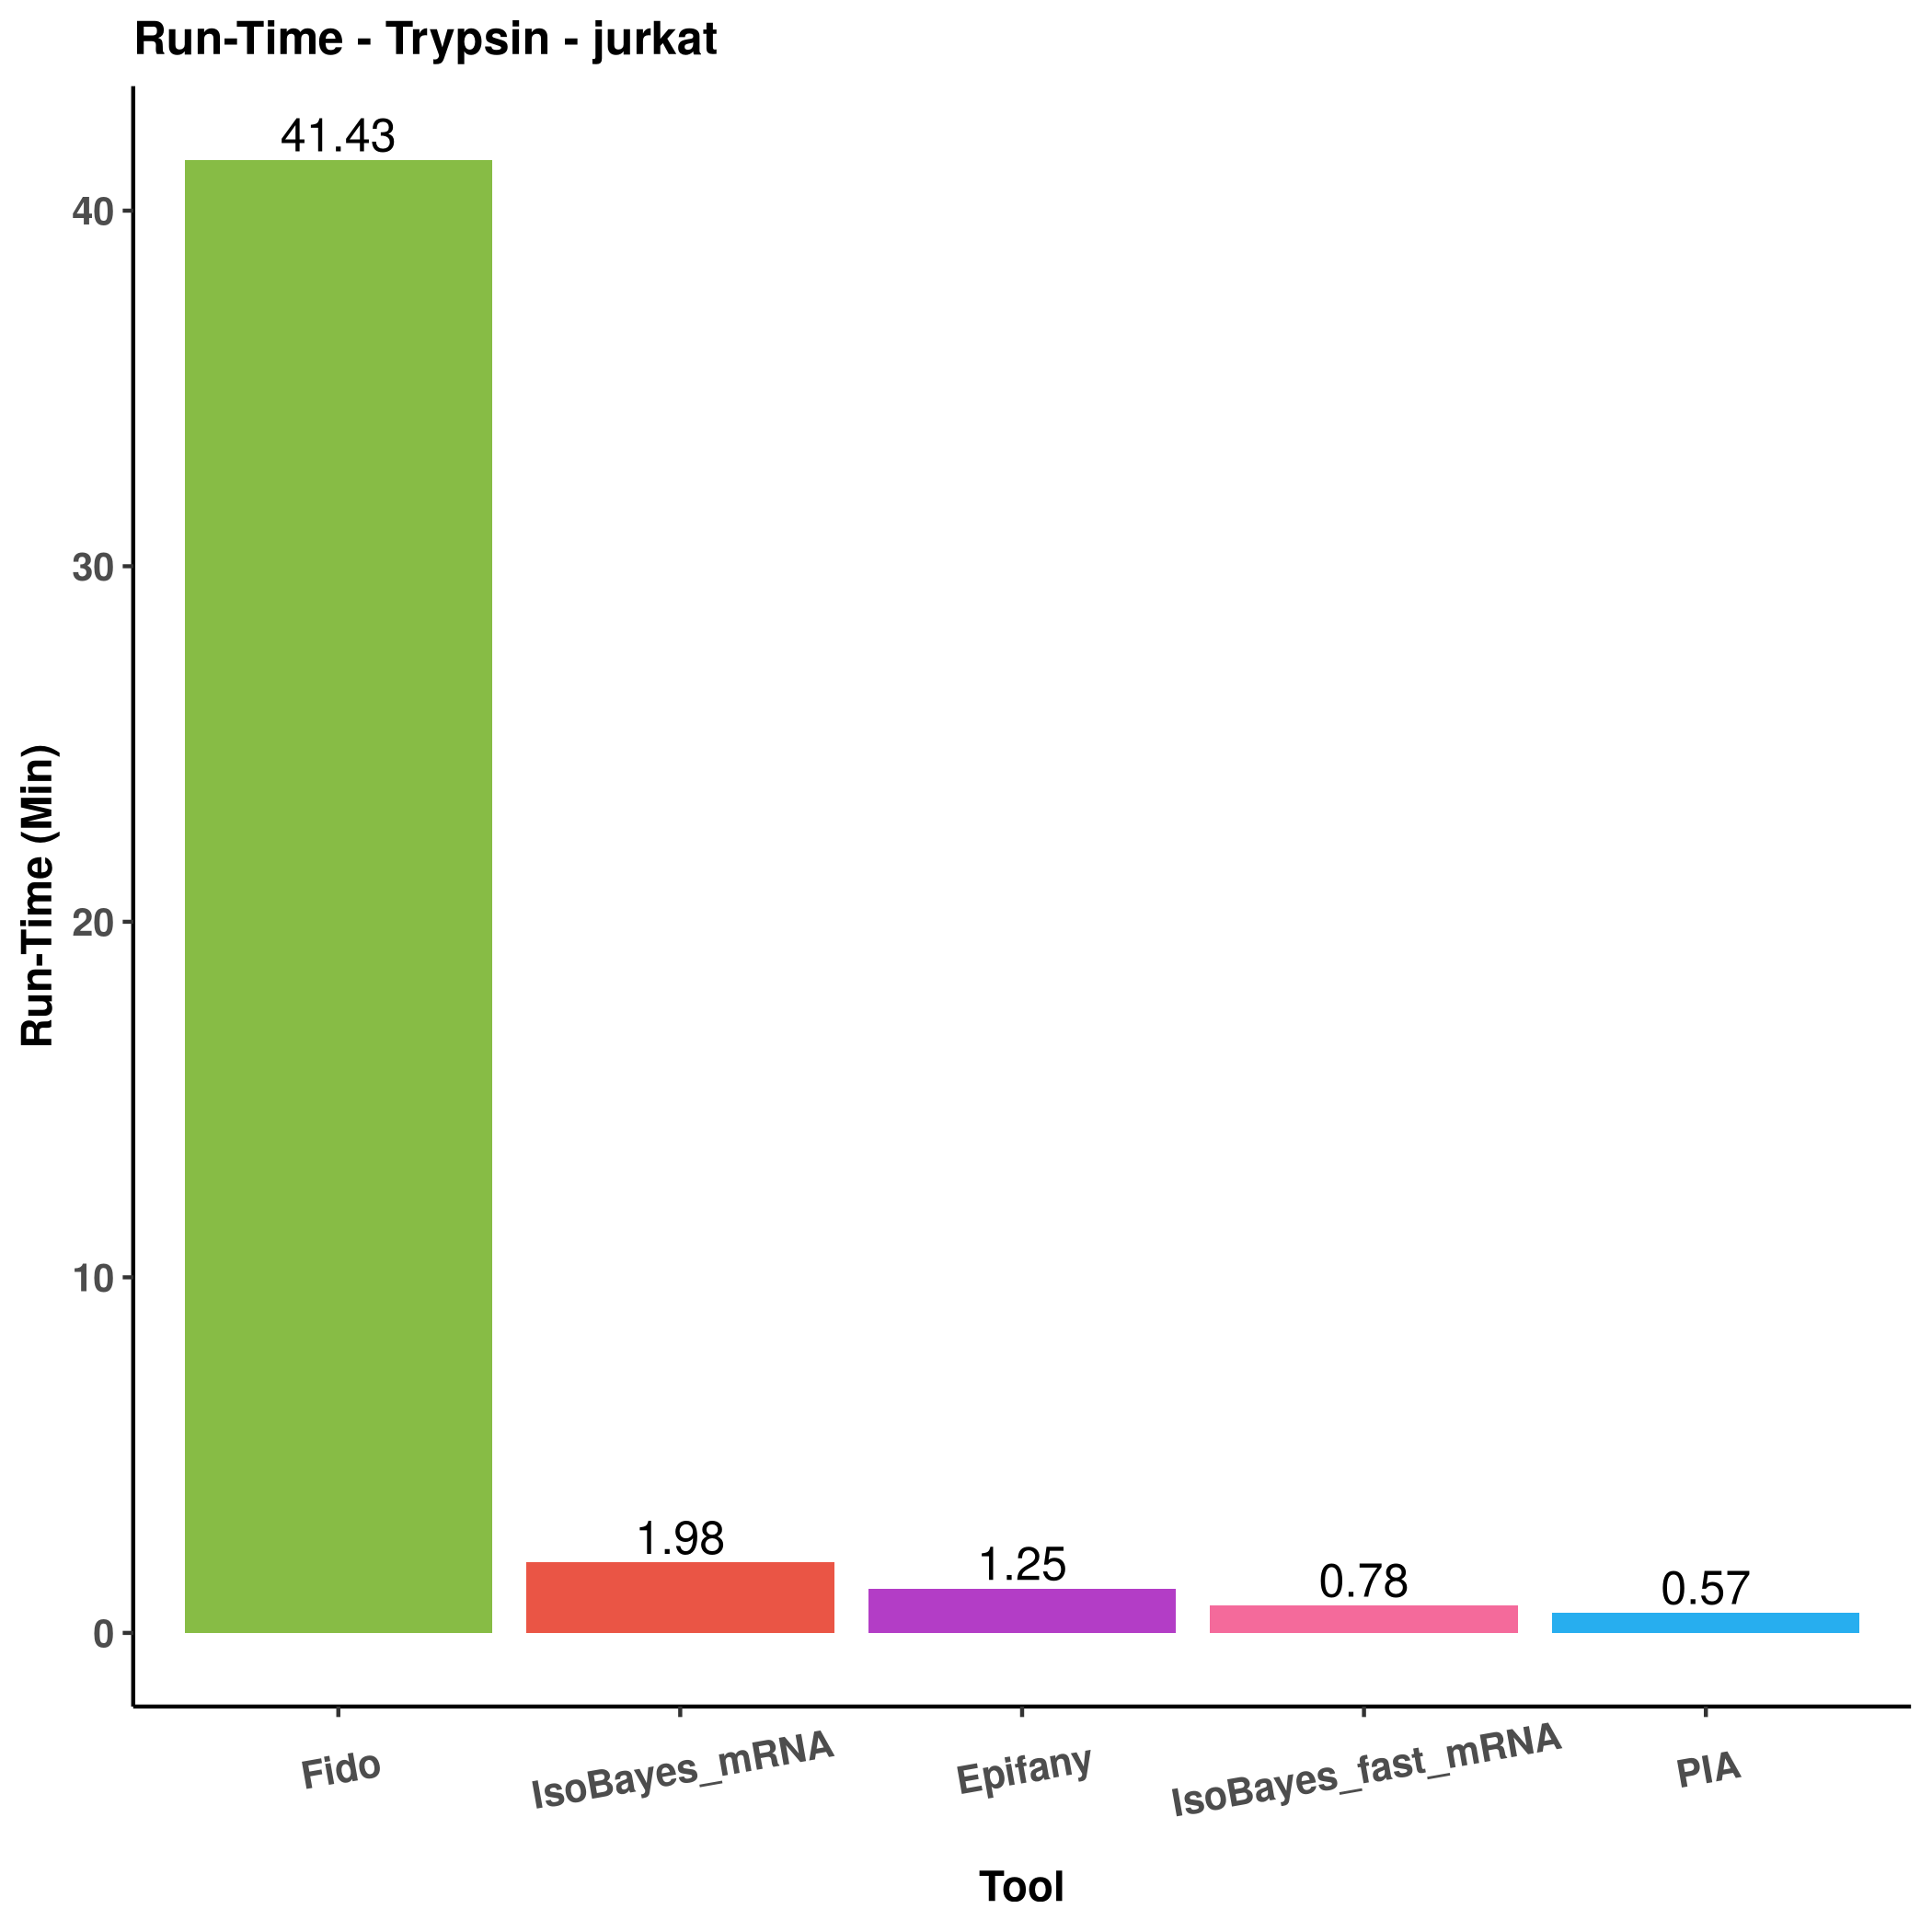 Run-Time - Trypsin - jurkat
Run-Time (Min)
40
30
20
10
0
41.43
1.98
1.25
0.78
0.57
Fido
IsoBayes_mRNA
Epifany
IsoBayes_fast_mRNA
PIA
Tool